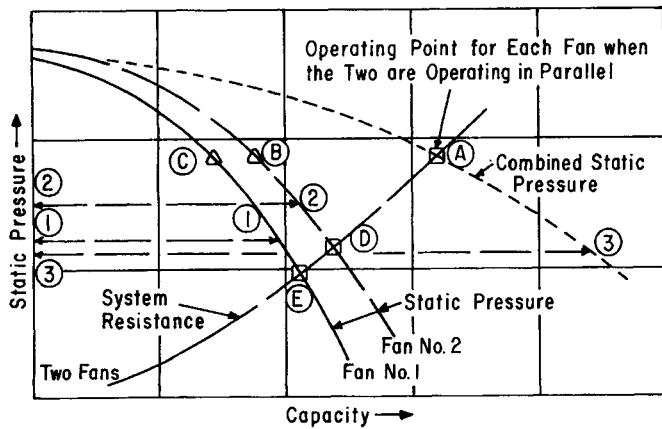 Operating Point for Each Fan when
the Two are Operating in Parallel
A
C
B
Combined Static
Pressure
2
1
2
1
3
D
3
E
System
Resistance
Static Pressure
Fan No. 2
Two Fans
Fan No. 1
Static Pressure
Capacity